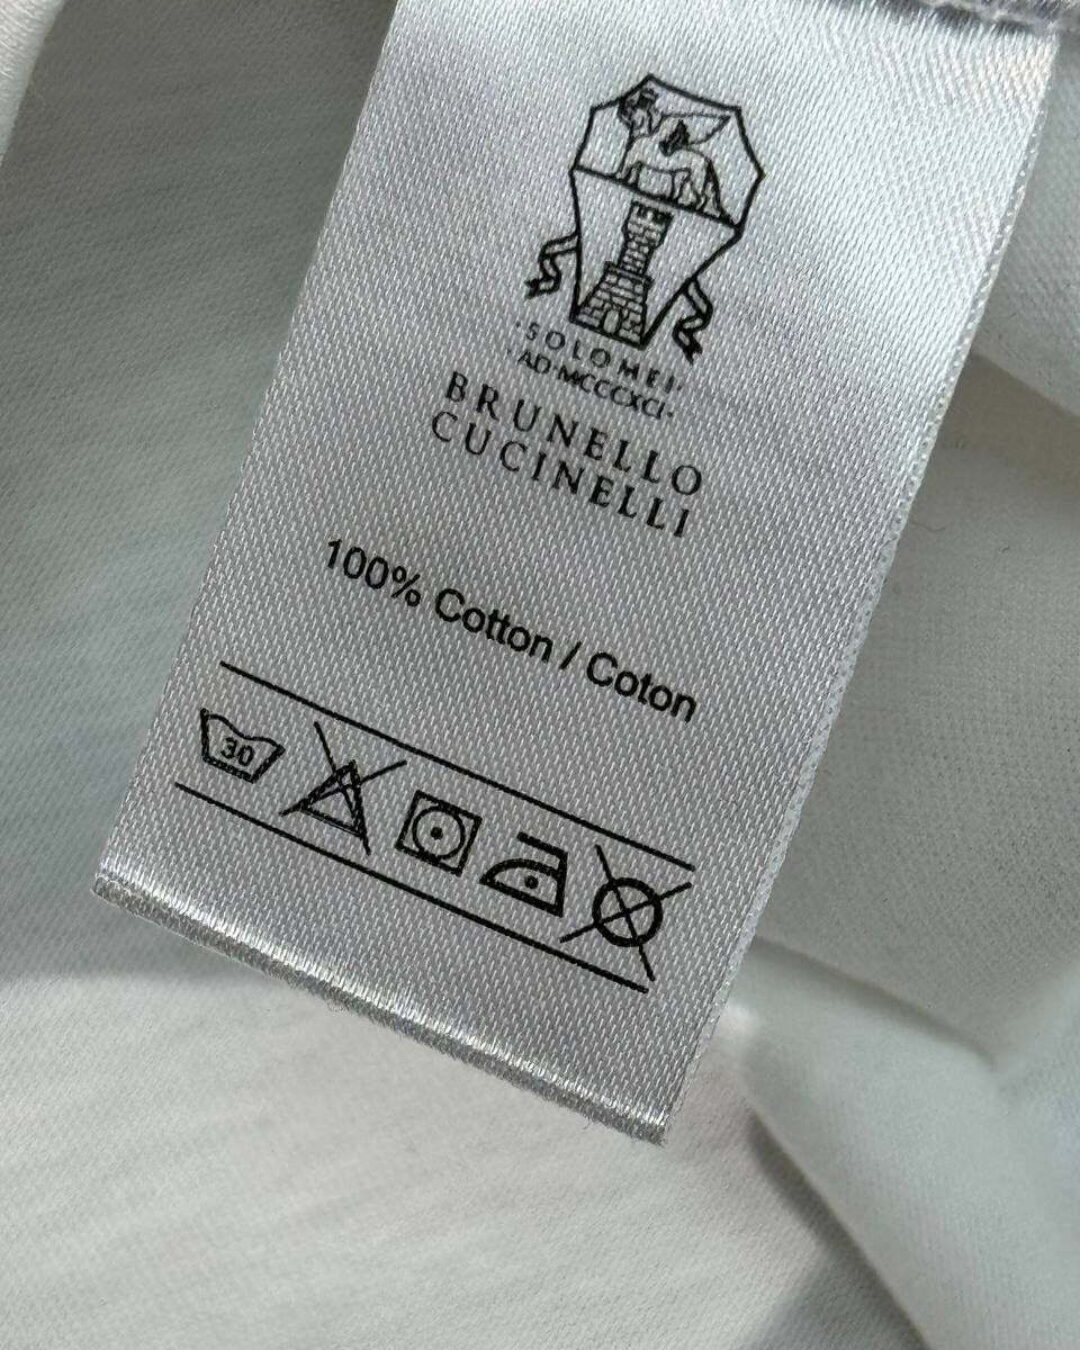 ·SOLOMEI·
·AD·MCCCXCI·
BRUNELLO
CUCINELLI
100% Cotton / Coton
30